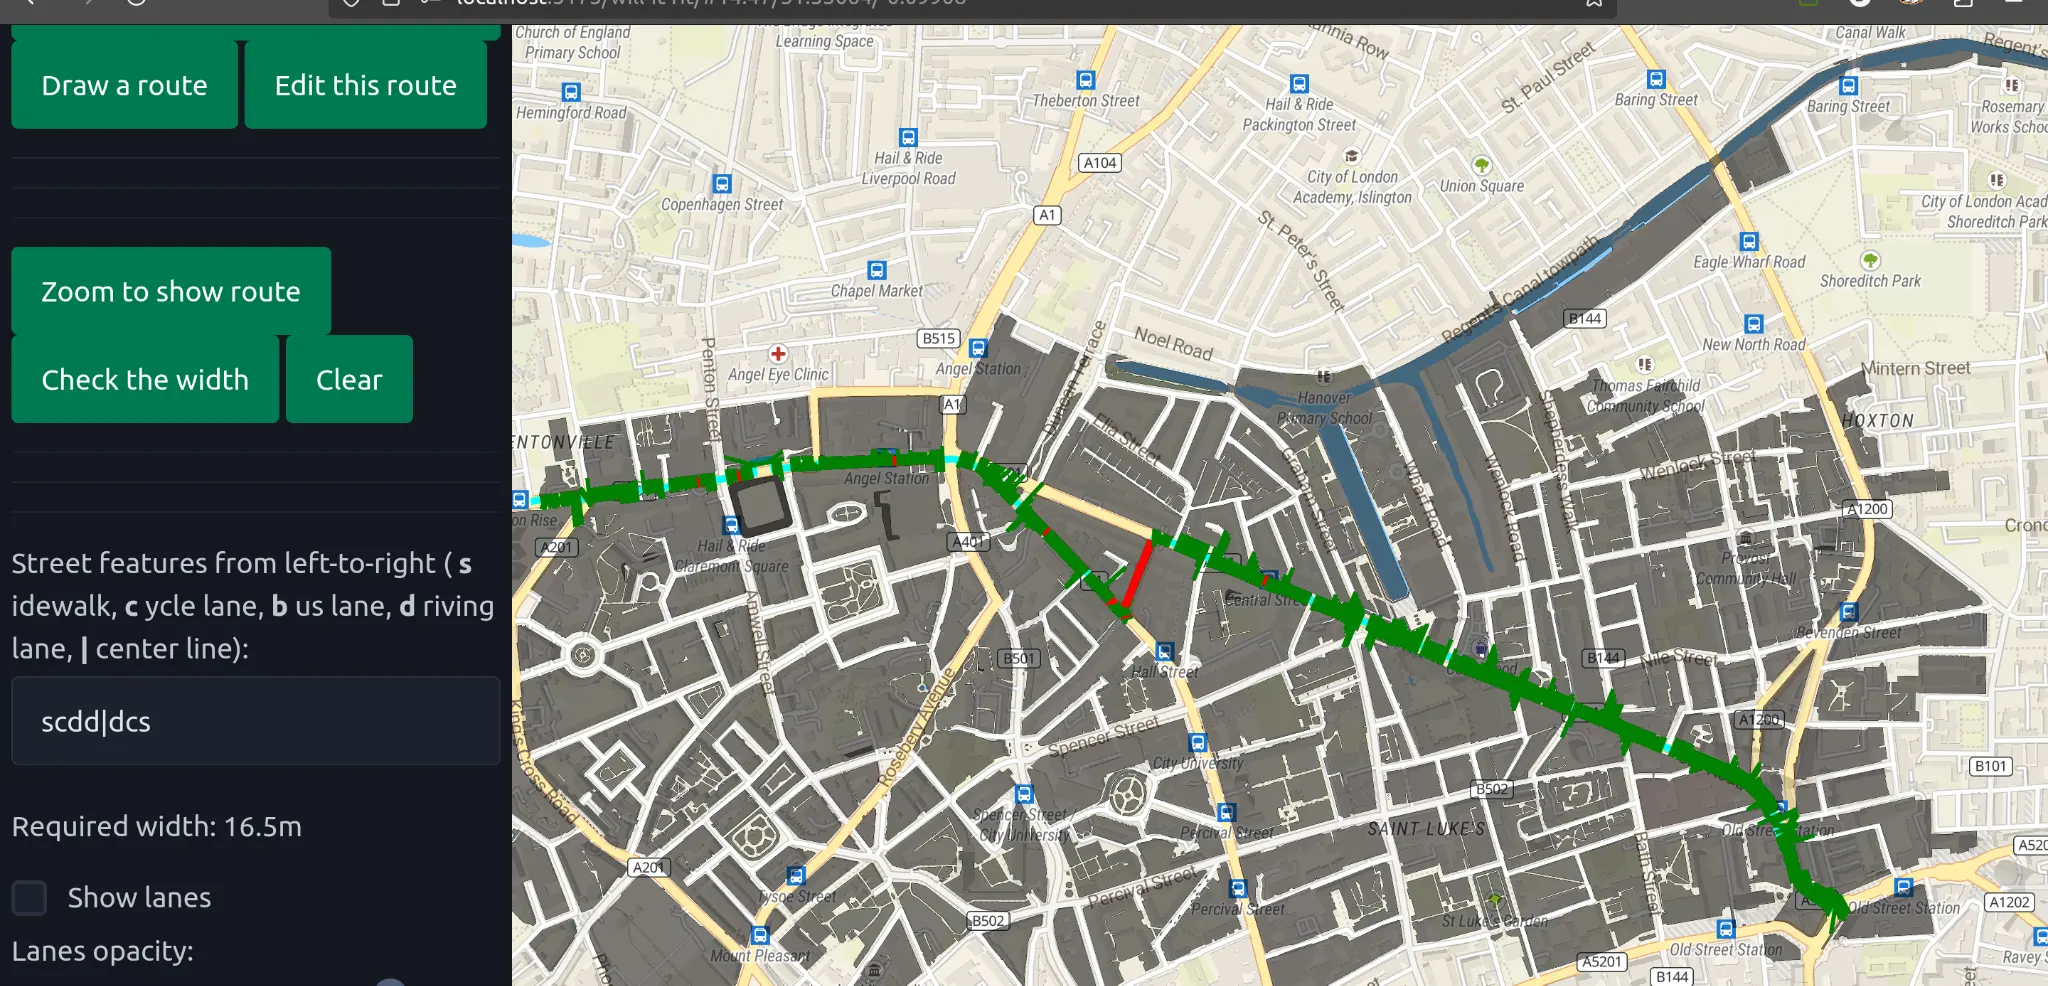 Draw a route
Edit this route
Zoom to show route
Check the width
Clear
Street features from left-to-right ( s
idewalk, c ycle lane, b us lane, d riving
lane, | center line):
scdd|dcs
Required width: 16.5m
Show lanes
Lanes opacity:
Church of England
Primary School
Learning Space
Hemingford Road
Theberton Street
Hail & Ride
Packington Street
St. Paul Street
Baring Street
Canal Walk
Regent's
Baring Street
Rosemary
Works Schoo
Hail & Ride
Liverpool Road
A104
City of London
Academy, Islington
Union Square
Copenhagen Street
A1
St. Peter's Street
City of London Acad
Shoreditch Park
Eagle Wharf Road
Shoreditch Park
Chapel Market
Regent's Canal towpath
B144
New North Road
B515
Noel Road
Angel Station
Angel Eye Clinic
Penton Street
Duncan Terrace
Hanover
Primary School
Thomas Fairchild
Community School
Mintern Street
HOXTON
A1
ENTONVILLE
Elia Street
Graham Street
Wharf Road
Wenlock Road
Shepherdess Walk
Wenlock Street
Angel Station
on Rise
A201
Hail & Ride
Claremont Square
A401
A1200
Crond
Provost
Community Hall
Central Street
Bevenden Street
Amwell Street
B501
Hall Street
B144
Nile Street
King's Cross Road
Rosebery Avenue
Spencer Street
City University
A1200
B101
B502
Spencer Street /
City University
Percival Street
SAINT LUKE'S
Old Street Station
Bath Street
A520
A201
Tysoe Street
Percival Street
Percival Street
B502
St Luke's Garden
Old Street Station
A1202
Mount Pleasant
Old Street Station
A5201
B144
Ravey S